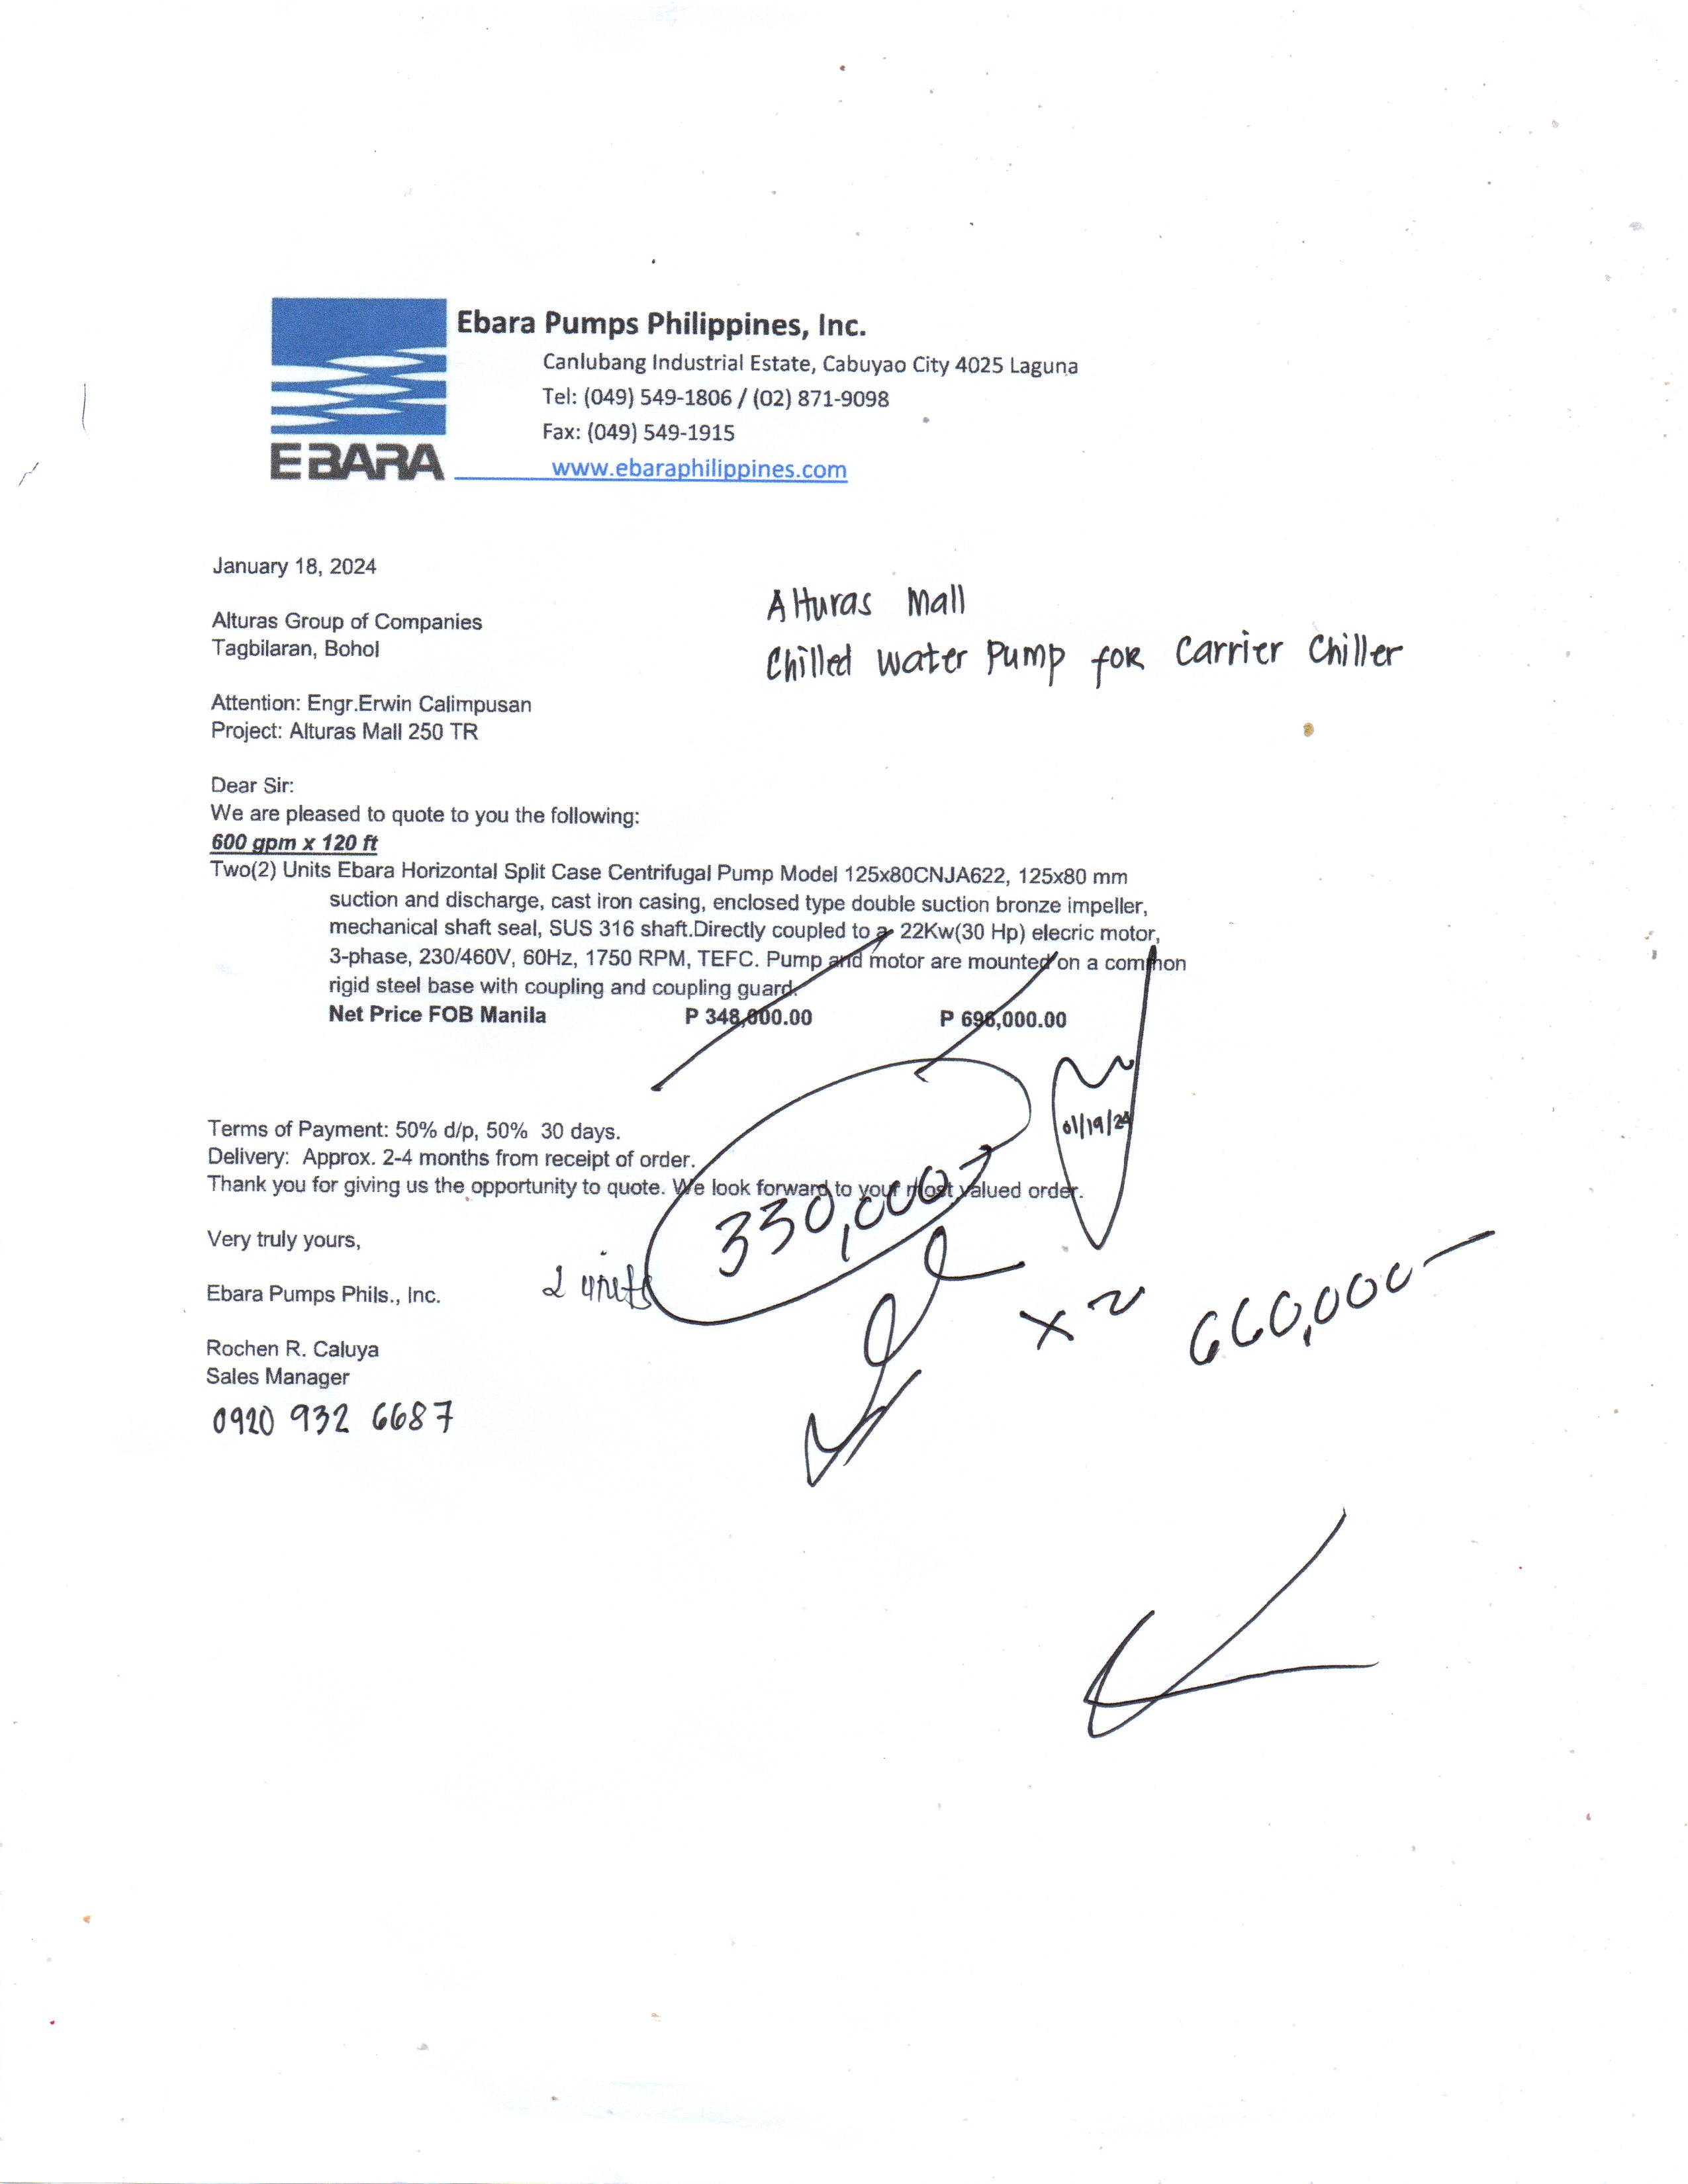 Ebara Pumps Philippines, Inc.
Canlubang Industrial Estate, Cabuyao City 4025 Laguna
Tel: (049) 549-1806 / (02) 871-9098
Fax: (049) 549-1915
EBARA www.ebaraphilippines.com
January 18, 2024
Alturas Mall
Alturas Group of Companies
Tagbilaran, Bohol
Chilled water Pump for Carrier Chiller
Attention: Engr.Erwin Calimpusan
Project: Alturas Mall 250 TR
Dear Sir:
We are pleased to quote to you the following:
600 gpm x 120 ft
Two(2) Units Ebara Horizontal Split Case Centrifugal Pump Model 125x80CNJA622, 125x80 mm
suction and discharge, cast iron casing, enclosed type double suction bronze impeller,
mechanical shaft seal, SUS 316 shaft.Directly coupled to a 22Kw(30 Hp) elecric motor,
3-phase, 230/460V, 60Hz, 1750 RPM, TEFC. Pump and motor are mounted on a common
rigid steel base with coupling and coupling guard.
Net Price FOB Manila P 348,000.00 P 696,000.00
01/19/24
Terms of Payment: 50% d/p, 50% 30 days.
Delivery: Approx. 2-4 months from receipt of order.
Thank you for giving us the opportunity to quote. We look forward to your most valued order.
330,000
Very truly yours,
2 units
x 2 660,000
Ebara Pumps Phils., Inc.
Rochen R. Caluya
Sales Manager
0920 932 6687